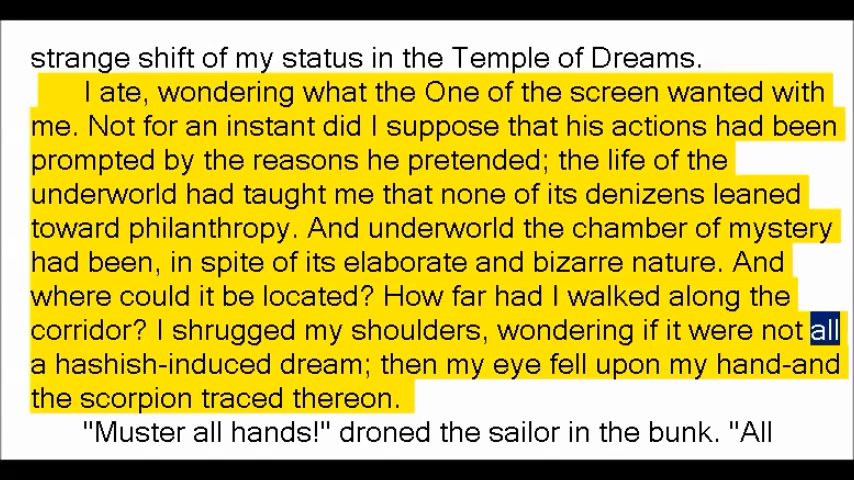 strange shift of my status in the Temple of Dreams.
I ate, wondering what the One of the screen wanted with
me. Not for an instant did I suppose that his actions had been
prompted by the reasons he pretended; the life of the
underworld had taught me that none of its denizens leaned
toward philanthropy. And underworld the chamber of mystery
had been, in spite of its elaborate and bizarre nature. And
where could it be located? How far had I walked along the
corridor? I shrugged my shoulders, wondering if it were not all
a hashish-induced dream; then my eye fell upon my hand-and
the scorpion traced thereon.
"Muster all hands!" droned the sailor in the bunk. "All